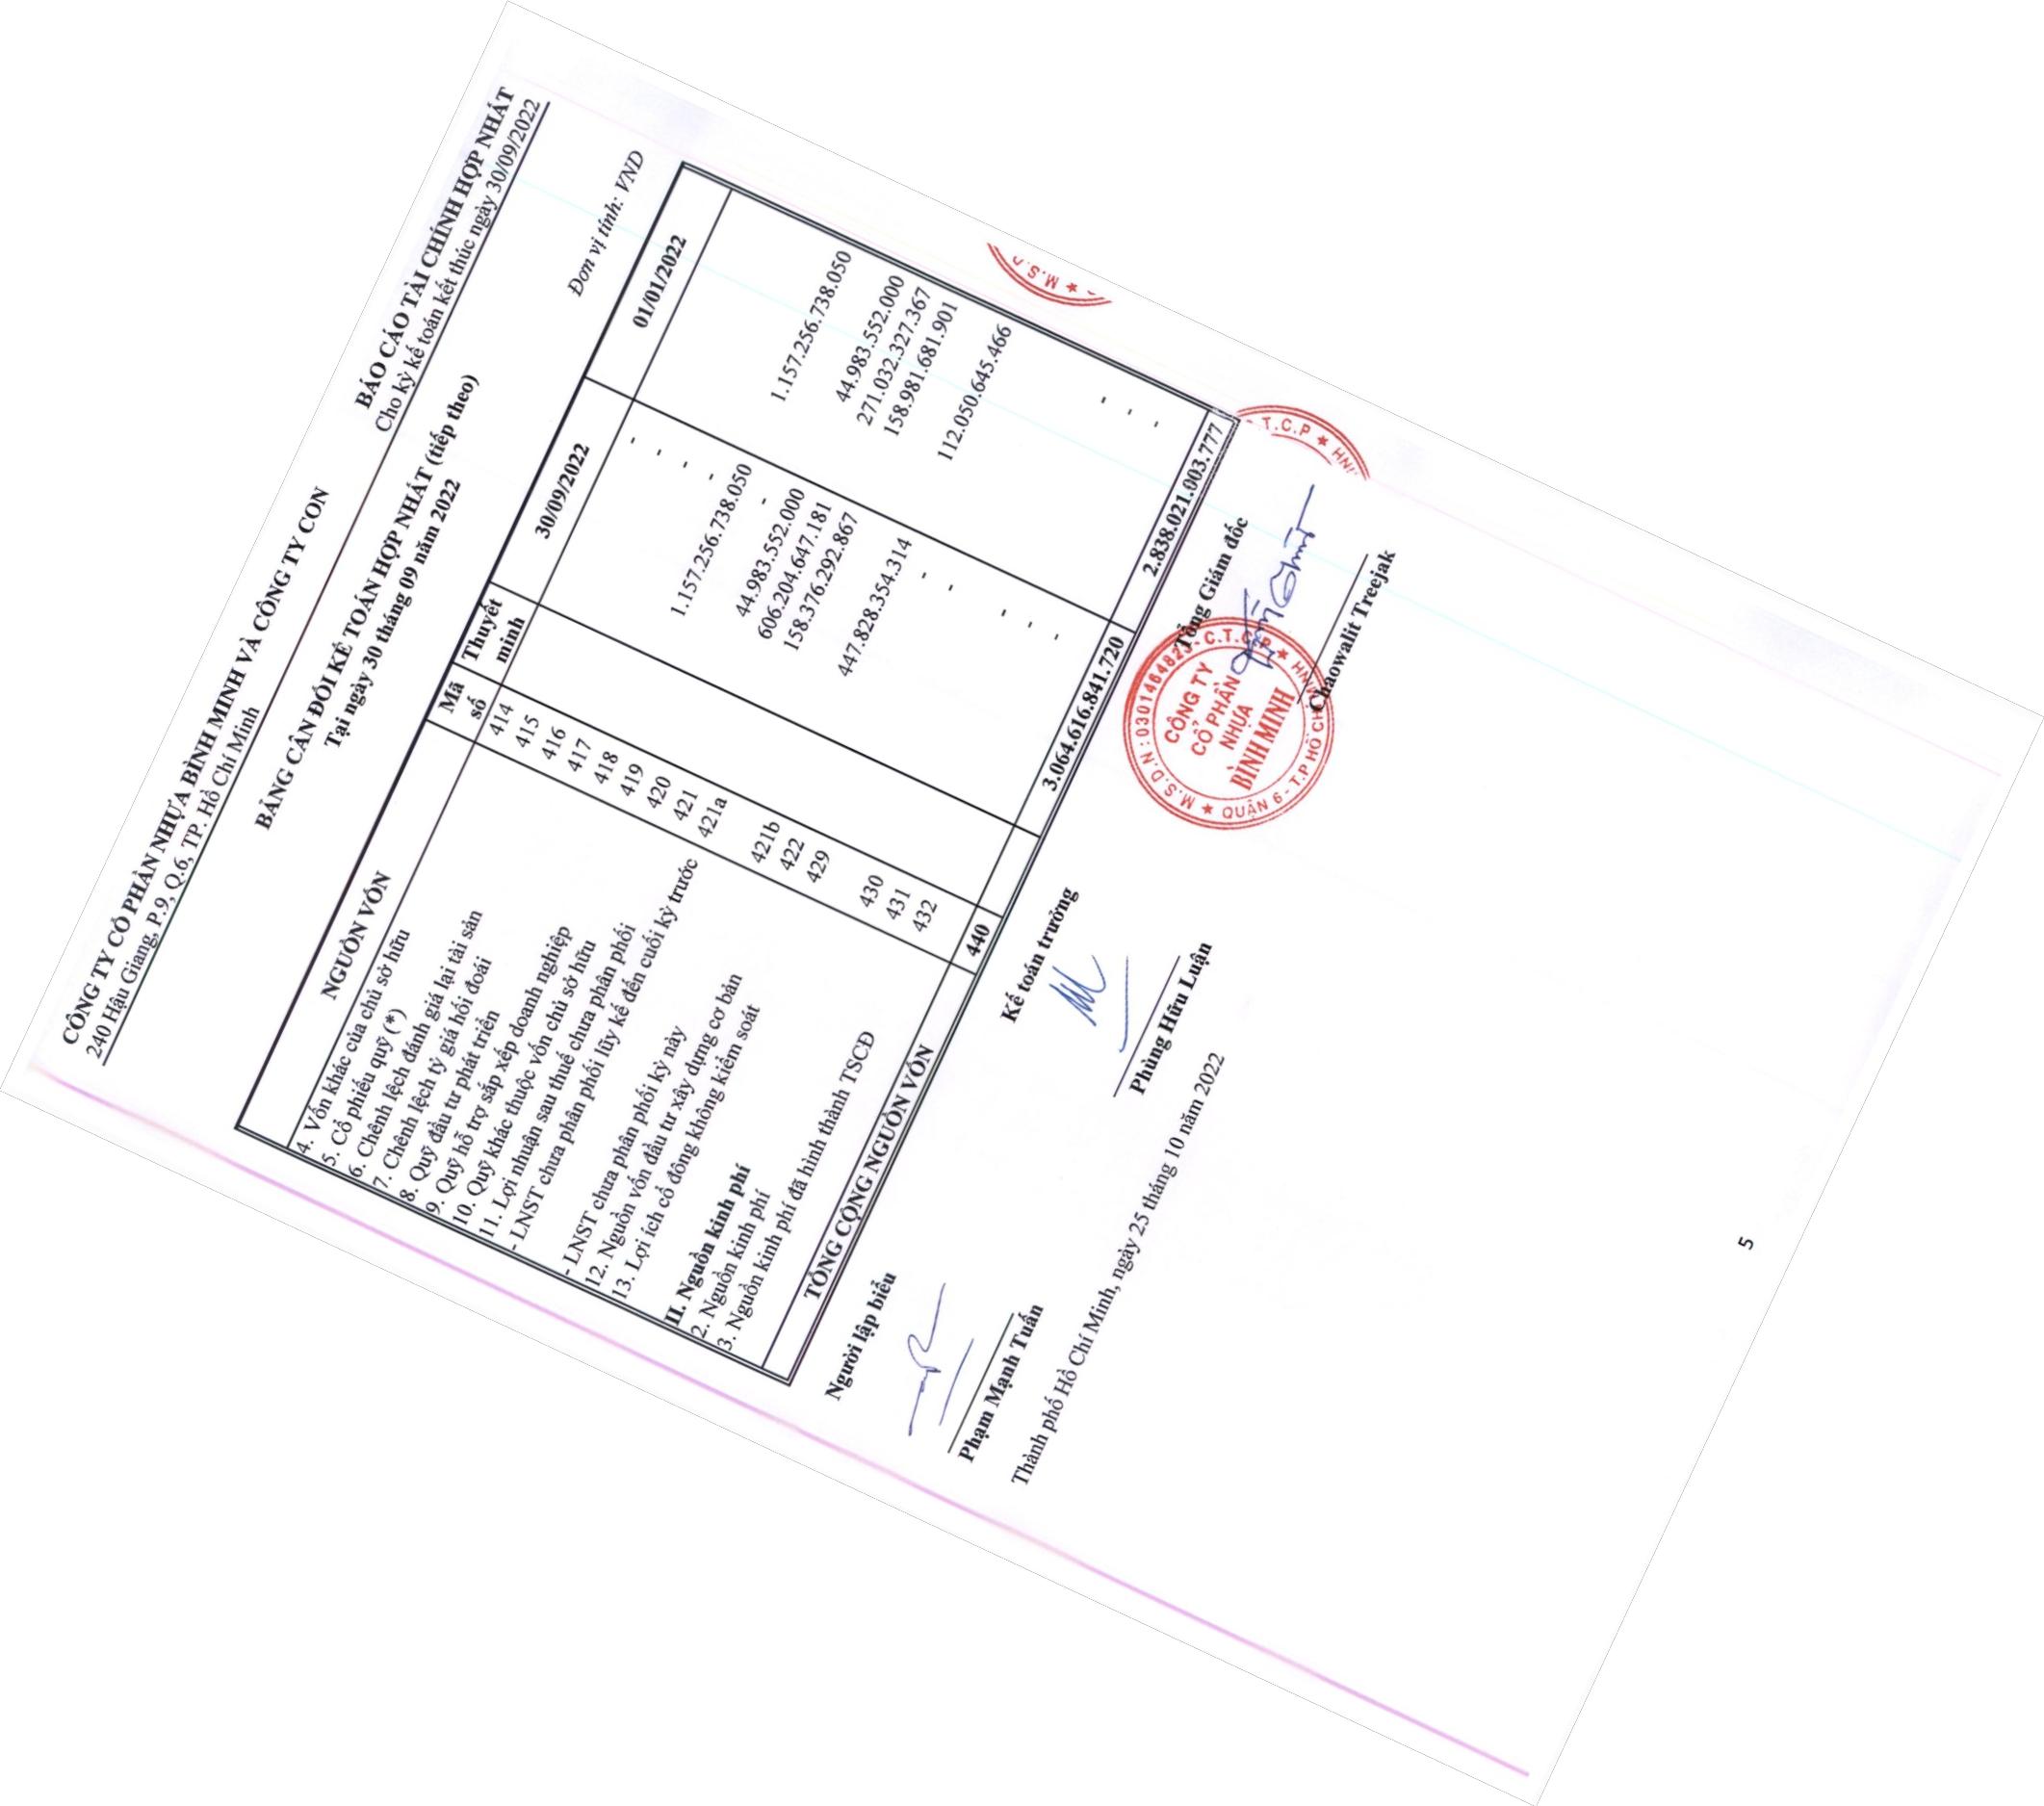 CÔNG TY CỔ PHẦN NHỰA BÌNH MINH VÀ CÔNG TY CON
240 Hậu Giang, P.9, Q.6, TP. Hồ Chí Minh
BÁO CÁO TÀI CHÍNH HỢP NHẤT
Cho kỳ kế toán kết thúc ngày 30/09/2022
BẢNG CÂN ĐỐI KẾ TOÁN HỢP NHẤT (tiếp theo)
Tại ngày 30 tháng 09 năm 2022
Đơn vị tính: VND
NGUỒN VỐN Mã số Thuyết minh 30/09/2022 01/01/2022
4. Vốn khác của chủ sở hữu 414 -
5. Cổ phiếu quỹ (*) 415 -
6. Chênh lệch đánh giá lại tài sản 416 -
7. Chênh lệch tỷ giá hối đoái 417 -
8. Quỹ đầu tư phát triển 418 1.157.256.738.050 1.157.256.738.050
9. Quỹ hỗ trợ sắp xếp doanh nghiệp 419 -
10. Quỹ khác thuộc vốn chủ sở hữu 420 44.983.552.000 44.983.552.000
11. Lợi nhuận sau thuế chưa phân phối 421 606.204.647.181 271.032.327.367
- LNST chưa phân phối lũy kế đến cuối kỳ trước 421a 158.376.292.867 158.981.681.901
- LNST chưa phân phối kỳ này 421b 447.828.354.314 112.050.645.466
12. Nguồn vốn đầu tư xây dựng cơ bản 422 -
13. Lợi ích cổ đông không kiểm soát 429 -
II. Nguồn kinh phí 430 - -
2. Nguồn kinh phí 431 - -
3. Nguồn kinh phí đã hình thành TSCĐ 432 - -
TỔNG CỘNG NGUỒN VỐN 440 3.064.616.841.720 2.838.021.003.777
Người lập biểu Kế toán trưởng Tổng Giám đốc
M.S.D.N : 0301464823 - C.T.C.P
CÔNG TY
CỔ PHẦN
NHỰA
BÌNH MINH
QUẬN 6 - T.P HỒ CHÍ MINH
T.C.P
M.S.D
Phạm Mạnh Tuấn Phùng Hữu Luận Chaowalit Treejak
Thành phố Hồ Chí Minh, ngày 25 tháng 10 năm 2022
5